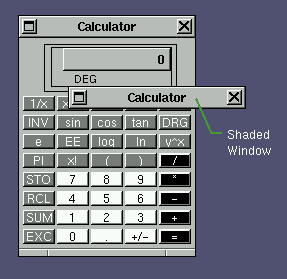 Calculator
0
DEG
Calculator
1/x
INV sin cos tan DRG
e EE log ln y^x
PI x! ( ) /
STO 7 8 9 *
RCL 4 5 6 -
SUM 1 2 3 +
EXC 0 . +/- =
Shaded
Window